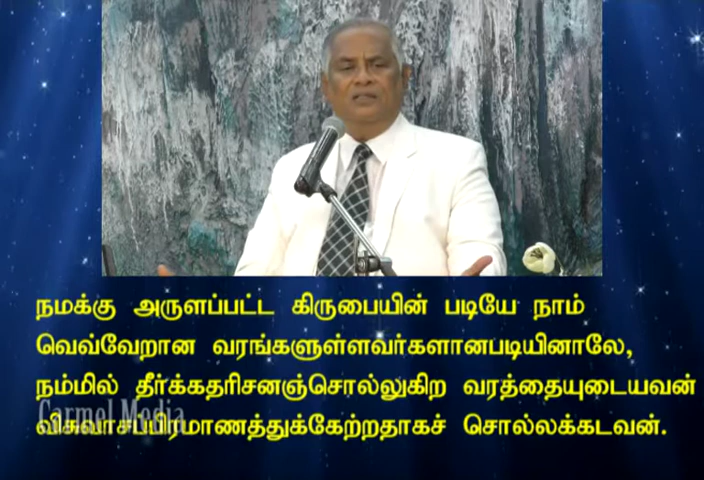 நமக்கு அருளப்பட்ட கிருபையின் படியே நாம்
வெவ்வேறான வரங்களுள்ளவர்களானபடியினாலே,
நம்மில் தீர்க்கதரிசனஞ்சொல்லுகிற வரத்தையுடையவன்
Carmel Media
விசுவாசப்பிரமாணத்துக்கேற்றதாகச் சொல்லக்கடவன்.